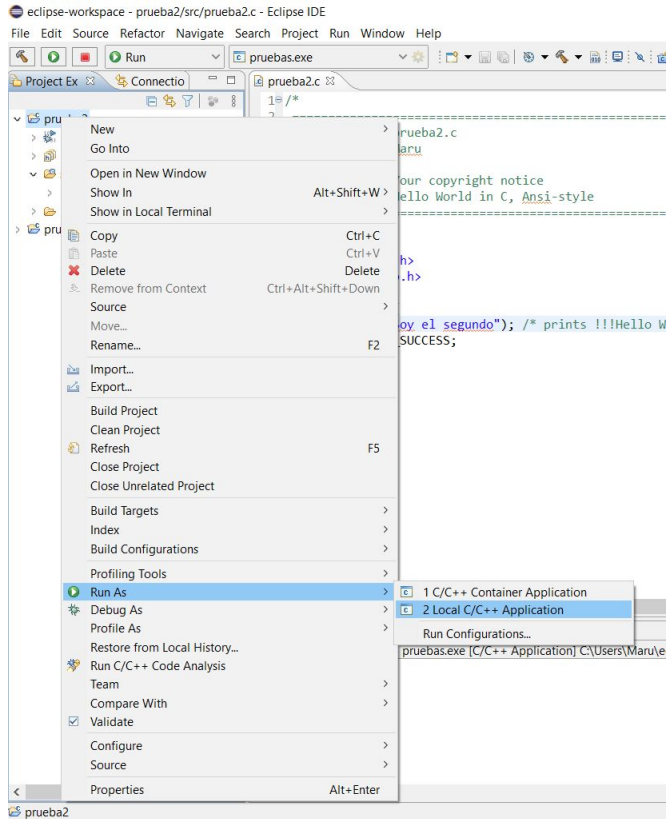 eclipse-workspace - prueba2/src/prueba2.c - Eclipse IDE
File Edit Source Refactor Navigate Search Project Run Window Help
Run
pruebas.exe
Project Ex
Connectio
prueba2.c
1 /*
2 ==================================================
prueba2.c
Maru
our copyright notice
ello World in C, Ansi-style
==================================================
h>
.h>
oy el segundo"); /* prints !!!Hello W
SUCCESS;
pru
New
Go Into
Open in New Window
Show In Alt+Shift+W >
Show in Local Terminal
pru
Copy Ctrl+C
Paste Ctrl+V
Delete Delete
Remove from Context Ctrl+Alt+Shift+Down
Source
Move...
Rename... F2
Import...
Export...
Build Project
Clean Project
Refresh F5
Close Project
Close Unrelated Project
Build Targets
Index
Build Configurations
Profiling Tools
Run As
Debug As
Profile As
Restore from Local History...
Run C/C++ Code Analysis
Team
Compare With
Validate
Configure
Source
Properties Alt+Enter
1 C/C++ Container Application
2 Local C/C++ Application
Run Configurations...
pruebas.exe [C/C++ Application] C:\Users\Maru\e
prueba2